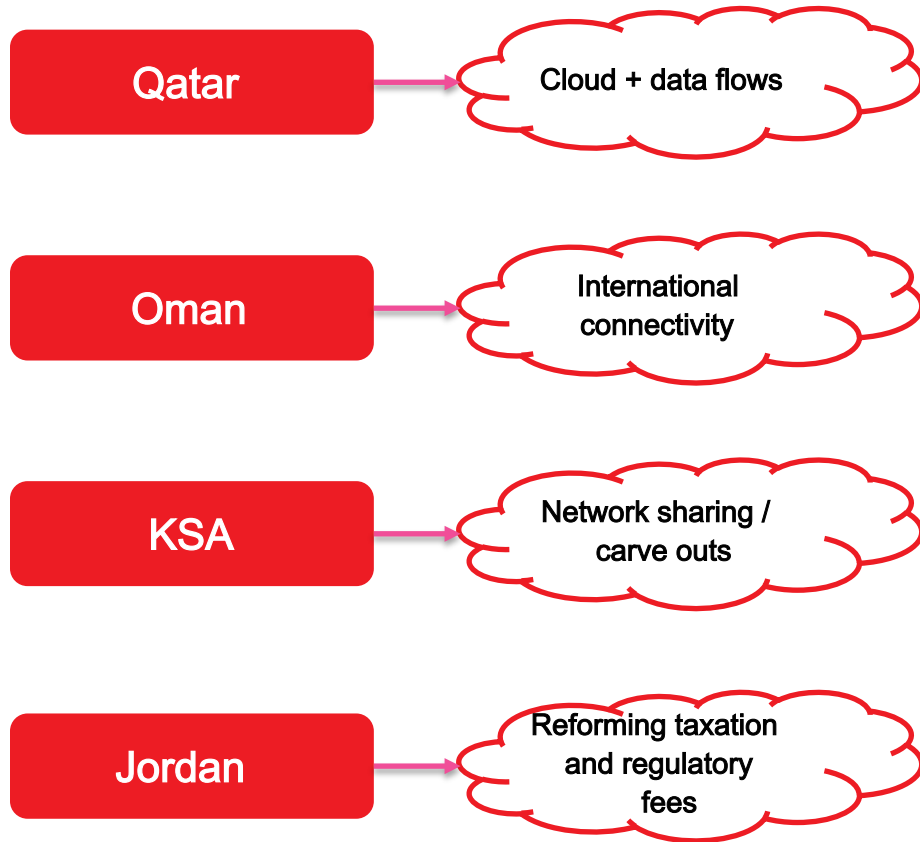 Qatar
Cloud + data flows
Oman
International
connectivity
KSA
Network sharing /
carve outs
Jordan
Reforming taxation
and regulatory
fees